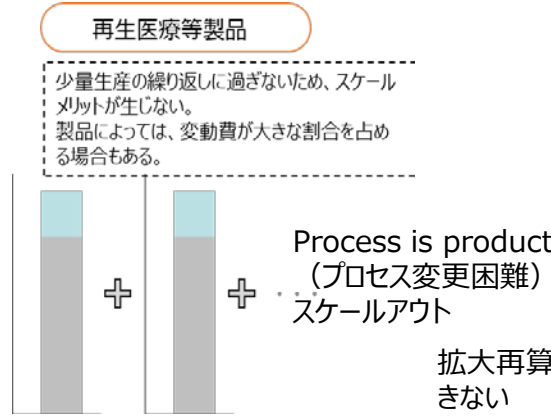 再生医療等製品
少量生産の繰り返しに過ぎないため、スケール
メリットが生じない。
製品によっては、変動費が大きな割合を占め
る場合もある。
Process is product
（プロセス変更困難）
スケールアウト
拡大再算
きない